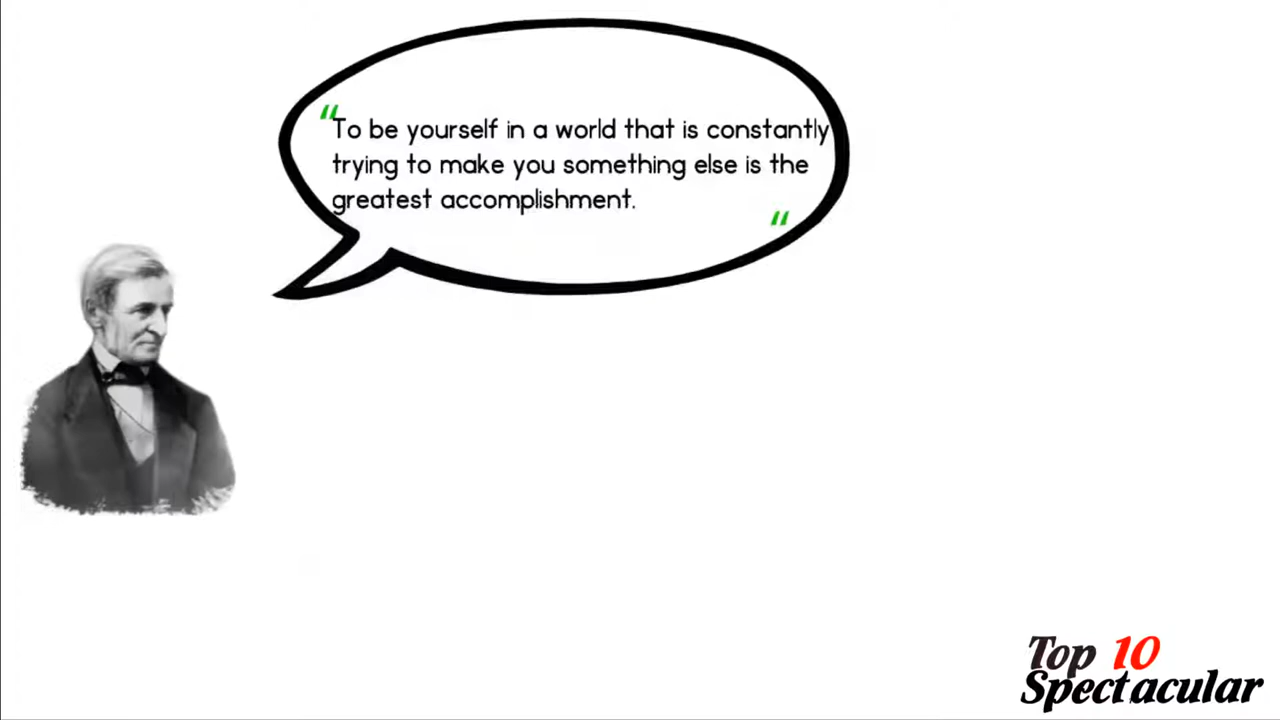 “To be yourself in a world that is constantly
trying to make you something else is the
greatest accomplishment.
“
Top 10
Spectacular